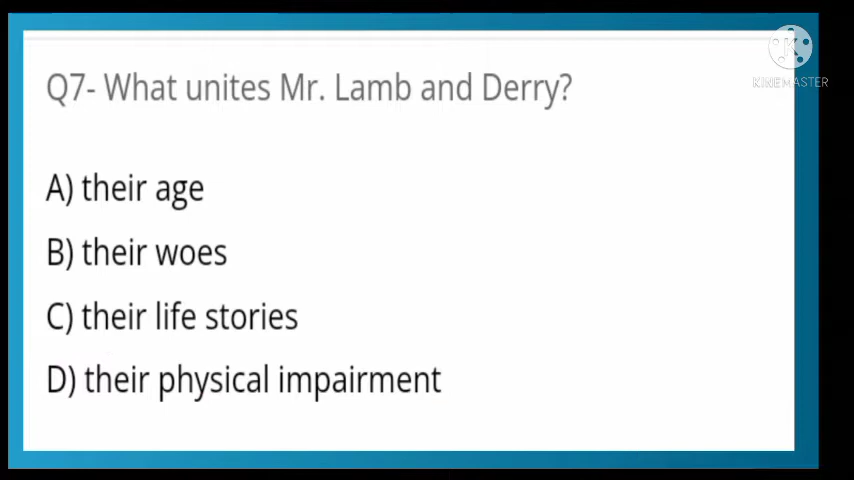 Q7- What unites Mr. Lamb and Derry?
KINEMASTER
A) their age
B) their woes
C) their life stories
D) their physical impairment